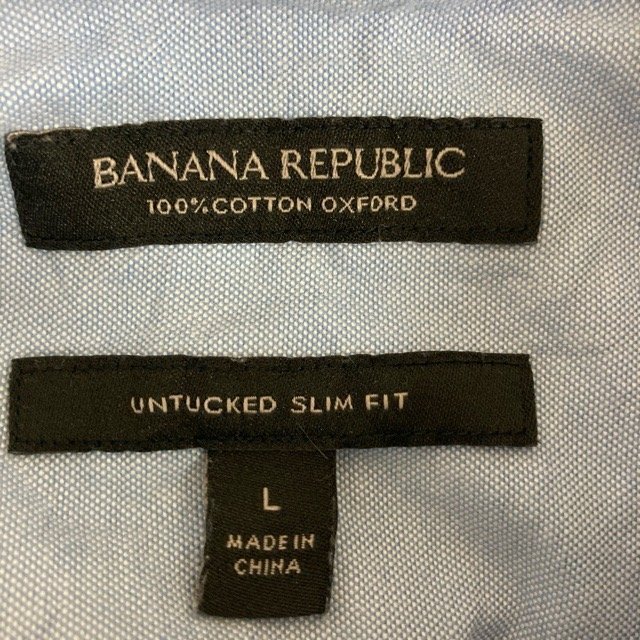 BANANA REPUBLIC
100% COTTON OXFORD
UNTUCKED SLIM FIT
L
MADE IN
CHINA